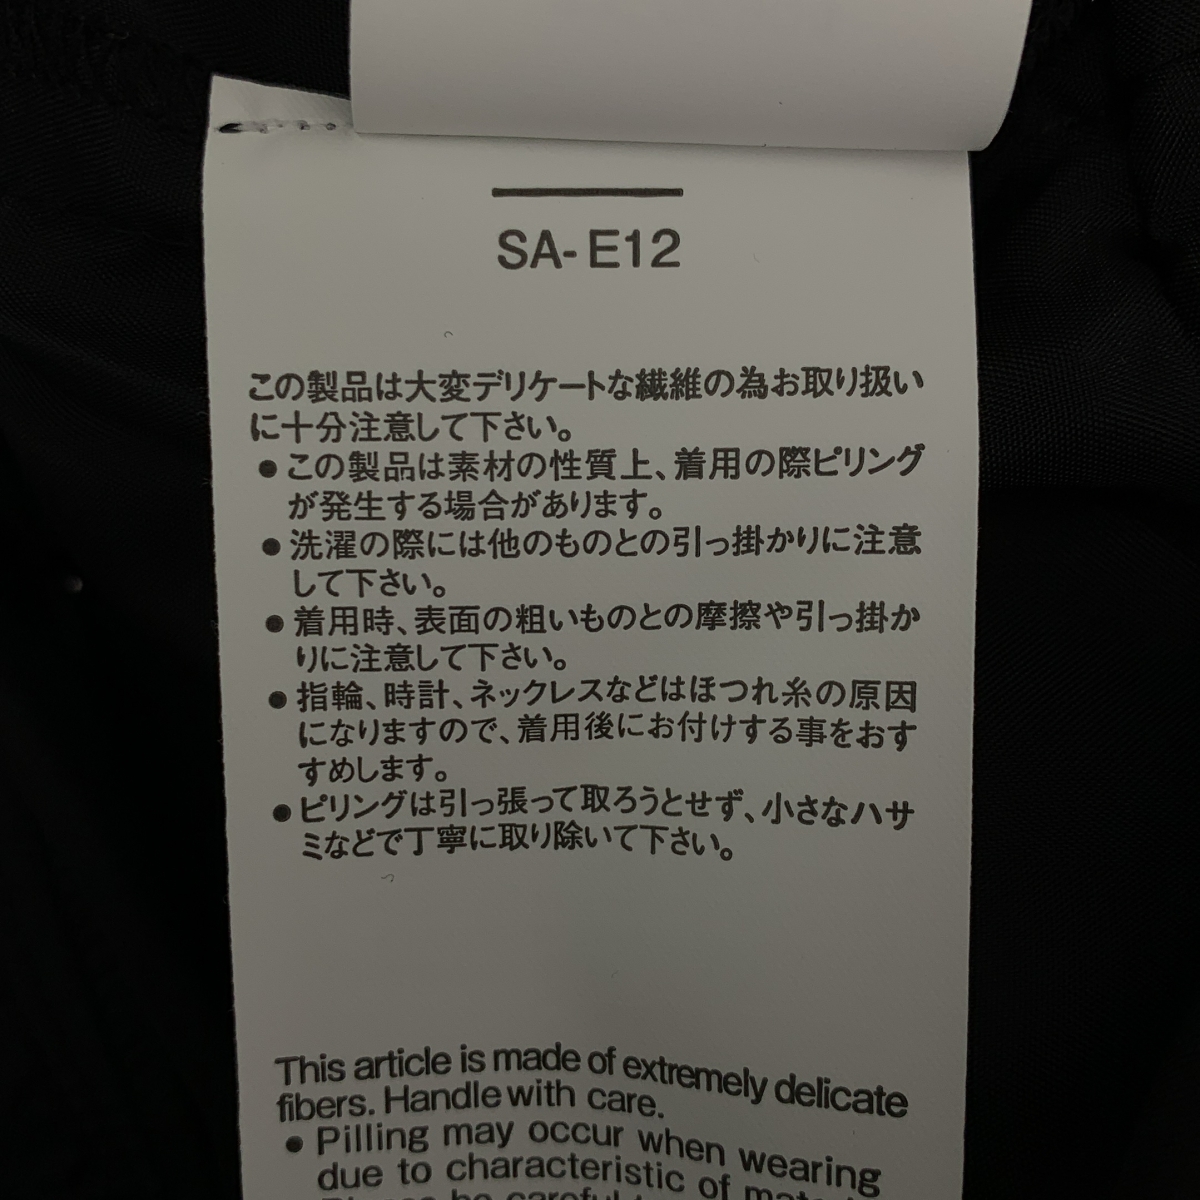 SA-E12
この製品は大変デリケートな繊維の為お取り扱い
に十分注意して下さい。
● この製品は素材の性質上、着用の際ピリング
が発生する場合があります。
● 洗濯の際には他のものとの引っ掛かりに注意
して下さい。
● 着用時、表面の粗いものとの摩擦や引っ掛か
りに注意して下さい。
● 指輪、時計、ネックレスなどはほつれ糸の原因
になりますので、着用後にお付けする事をおす
すめします。
● ピリングは引っ張って取ろうとせず、小さなハサ
ミなどで丁寧に取り除いて下さい。
This article is made of extremely delicate
fibers. Handle with care.
● Pilling may occur when wearing
due to characteristic of
be careful